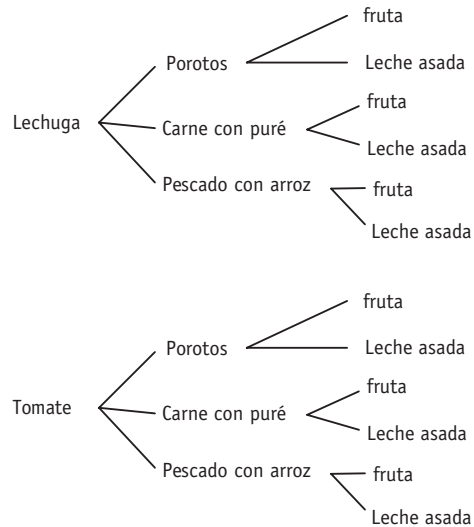 fruta
Porotos
Leche asada
fruta
Lechuga
Carne con puré
Leche asada
Pescado con arroz
fruta
Leche asada
fruta
Porotos
Leche asada
fruta
Tomate
Carne con puré
Leche asada
Pescado con arroz
fruta
Leche asada